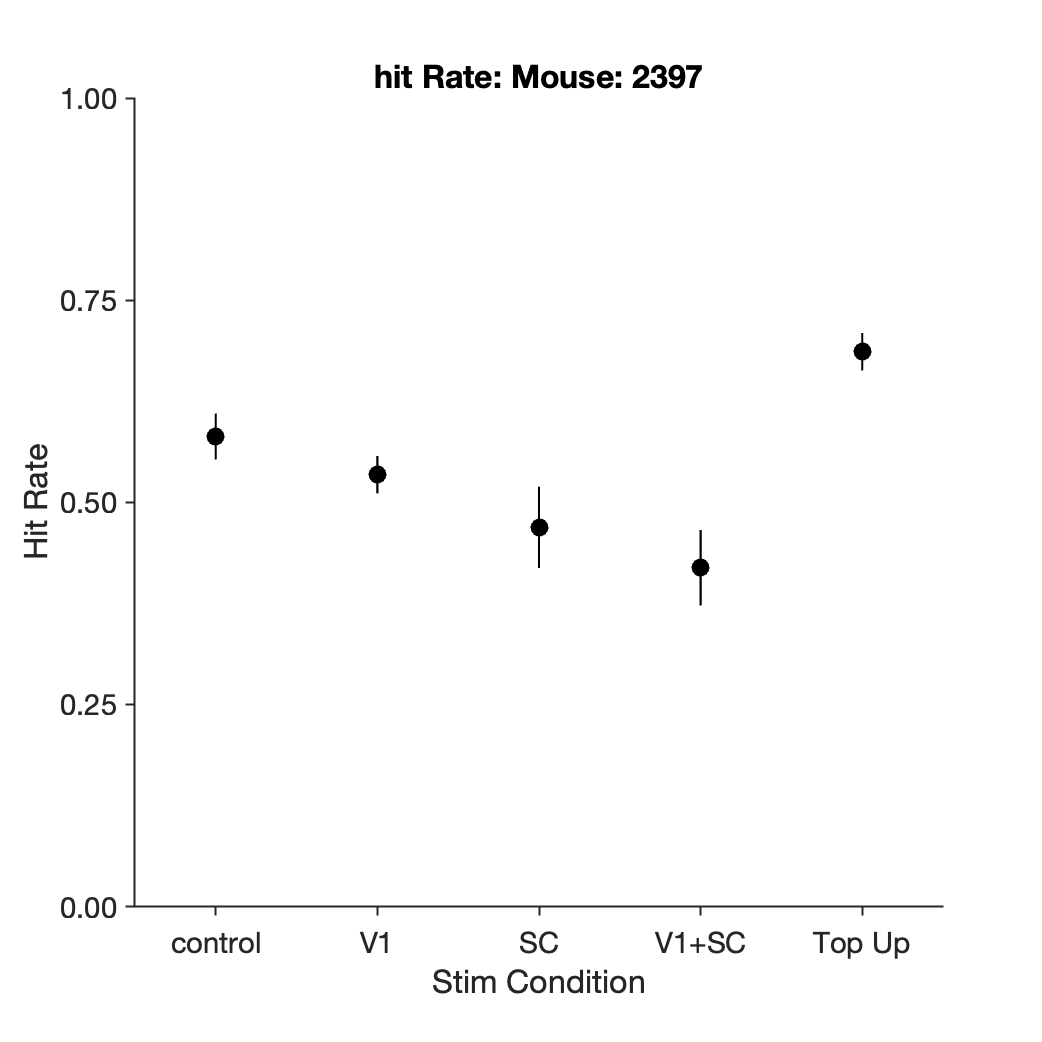 hit Rate: Mouse: 2397
1.00
0.75
0.50
0.25
0.00
Hit Rate
control V1 SC V1+SC Top Up
Stim Condition